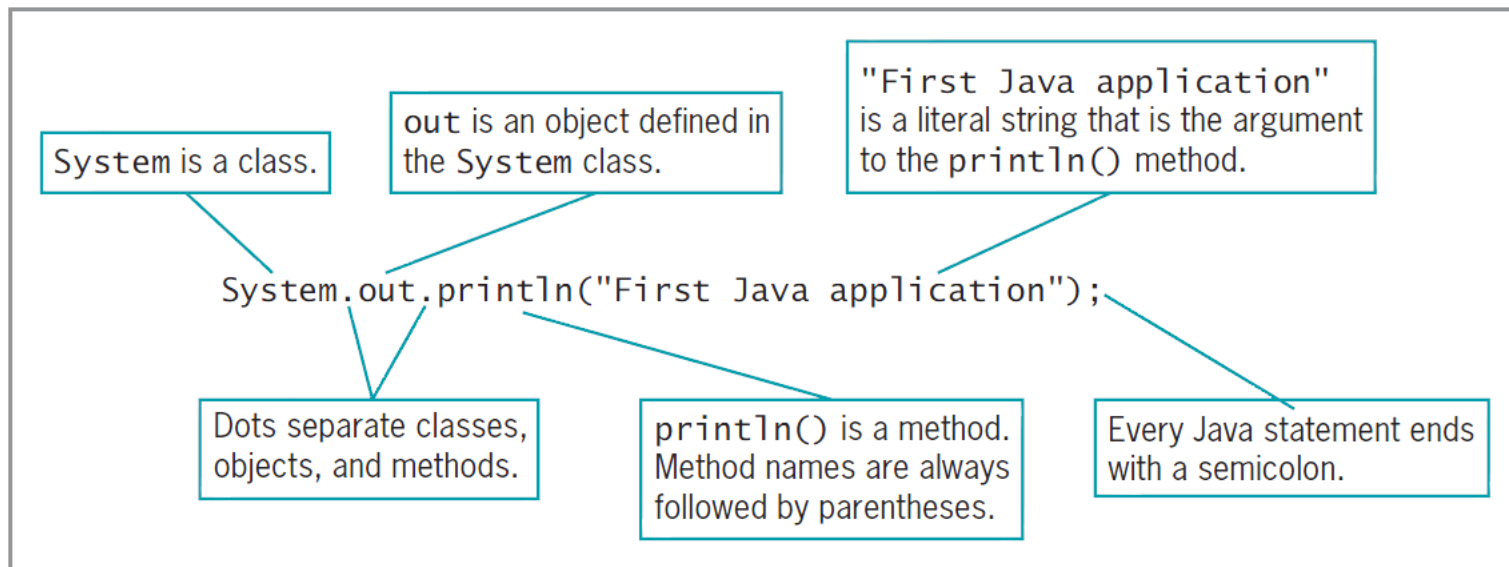 "First Java application"
is a literal string that is the argument
to the println() method.
out is an object defined in
the System class.
System is a class.
System.out.println("First Java application");
Dots separate classes,
objects, and methods.
println() is a method.
Method names are always
followed by parentheses.
Every Java statement ends
with a semicolon.